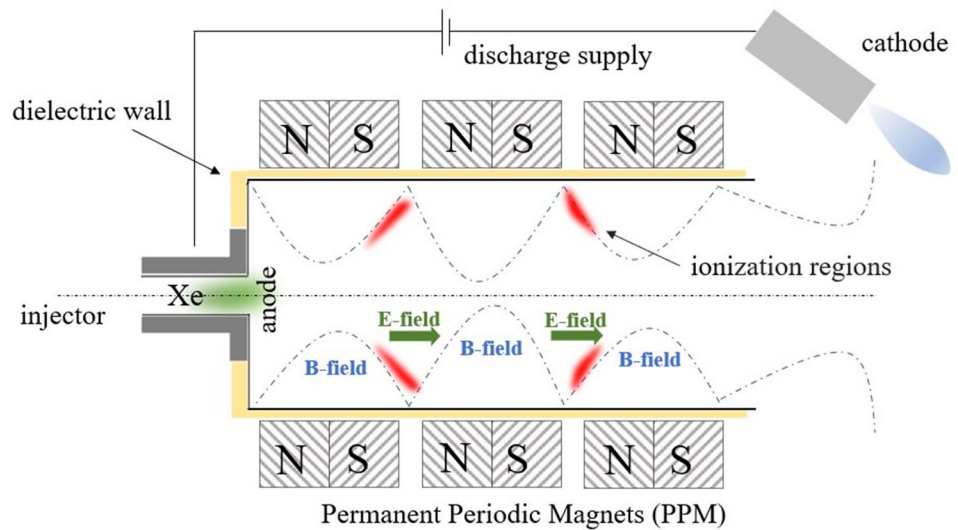 discharge supply
cathode
dielectric wall
N S N S N S
ionization regions
Xe
anode
injector
E-field E-field
B-field B-field B-field
N S N S N S
Permanent Periodic Magnets (PPM)